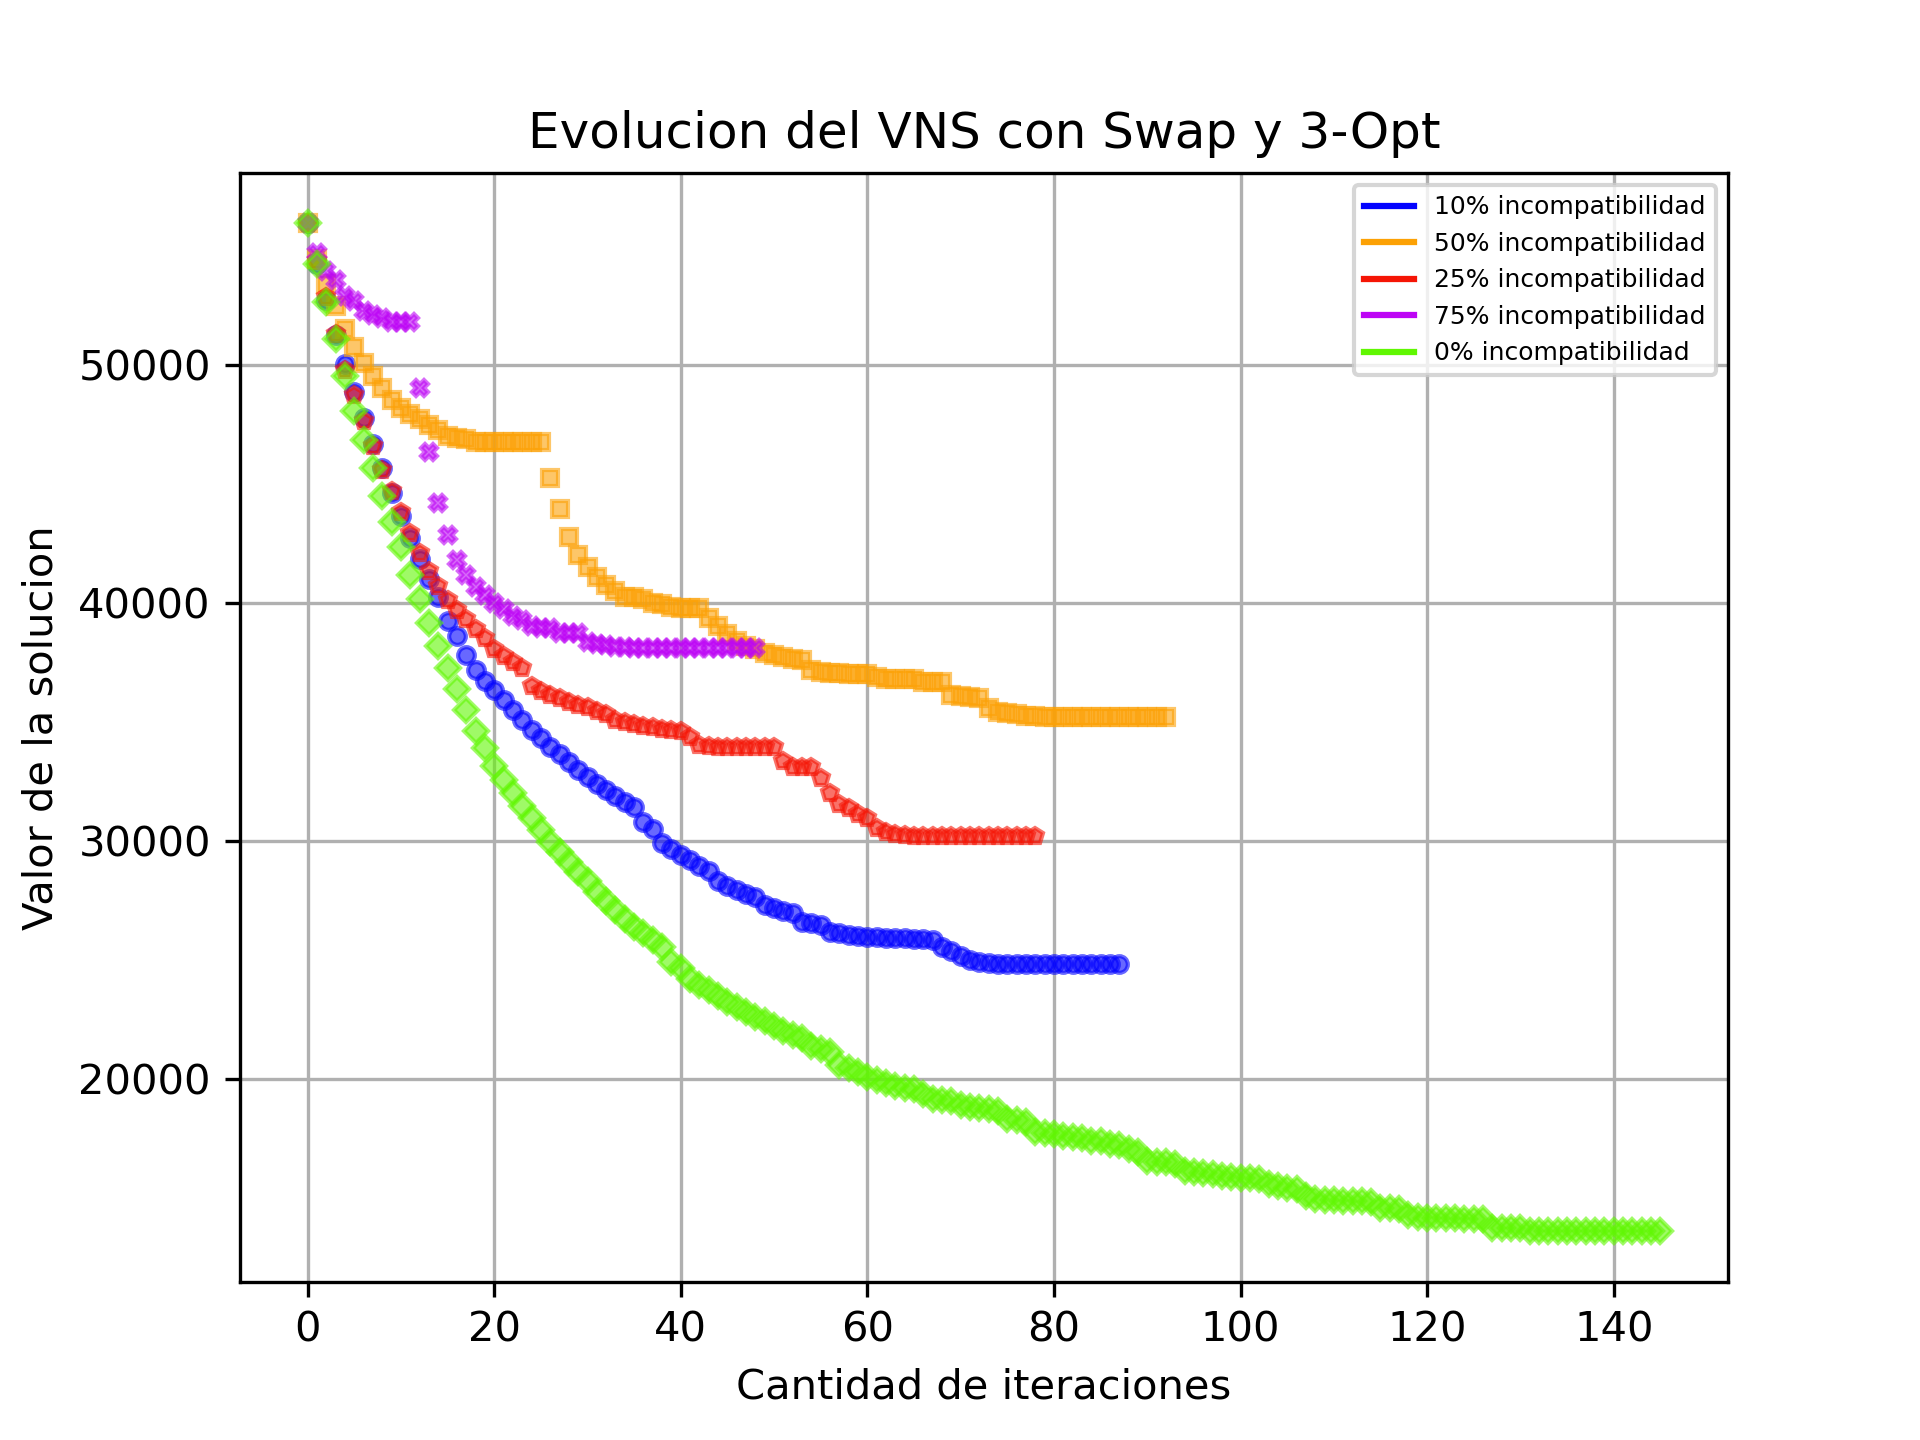 Evolucion del VNS con Swap y 3-Opt
10% incompatibilidad
50% incompatibilidad
25% incompatibilidad
75% incompatibilidad
0% incompatibilidad
Valor de la solucion
50000
40000
30000
20000
0 20 40 60 80 100 120 140
Cantidad de iteraciones